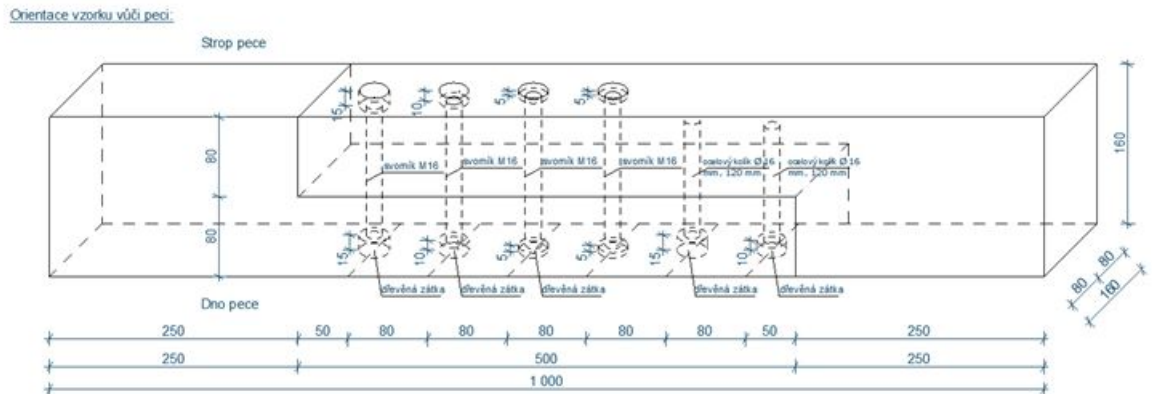 Orientace vzorku vůči peci:
Strop pece
15 10 5 5
80 160
svorník M16 svorník M16 svorník M16 svorník M16 ocelový kolík Ø 16 mm, 120 mm ocelový kolík Ø 16 mm, 120 mm
80
15 10 5 5 15 10
80 80
160
dřevěná zátka dřevěná zátka dřevěná zátka dřevěná zátka dřevěná zátka
Dno pece
250 50 80 80 80 80 80 50 250
250 500 250
1 000